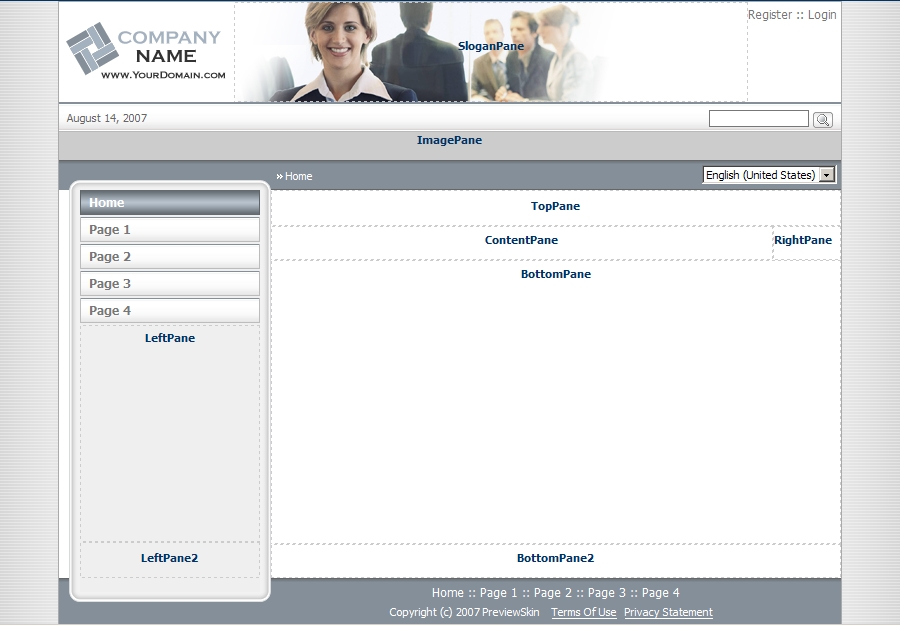 COMPANY
NAME
www.YourDomain.com
SloganPane
Register :: Login
August 14, 2007
ImagePane
» Home
English (United States)
Home
Page 1
Page 2
Page 3
Page 4
LeftPane
LeftPane2
TopPane
ContentPane
RightPane
BottomPane
BottomPane2
Home :: Page 1 :: Page 2 :: Page 3 :: Page 4
Copyright (c) 2007 PreviewSkin Terms Of Use Privacy Statement